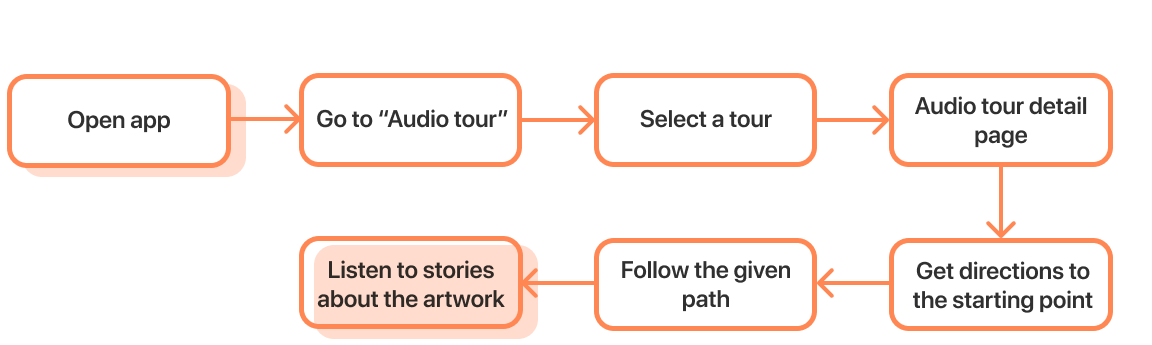 Open app
Go to “Audio tour”
Select a tour
Audio tour detail
page
Get directions to
the starting point
Follow the given
path
Listen to stories
about the artwork